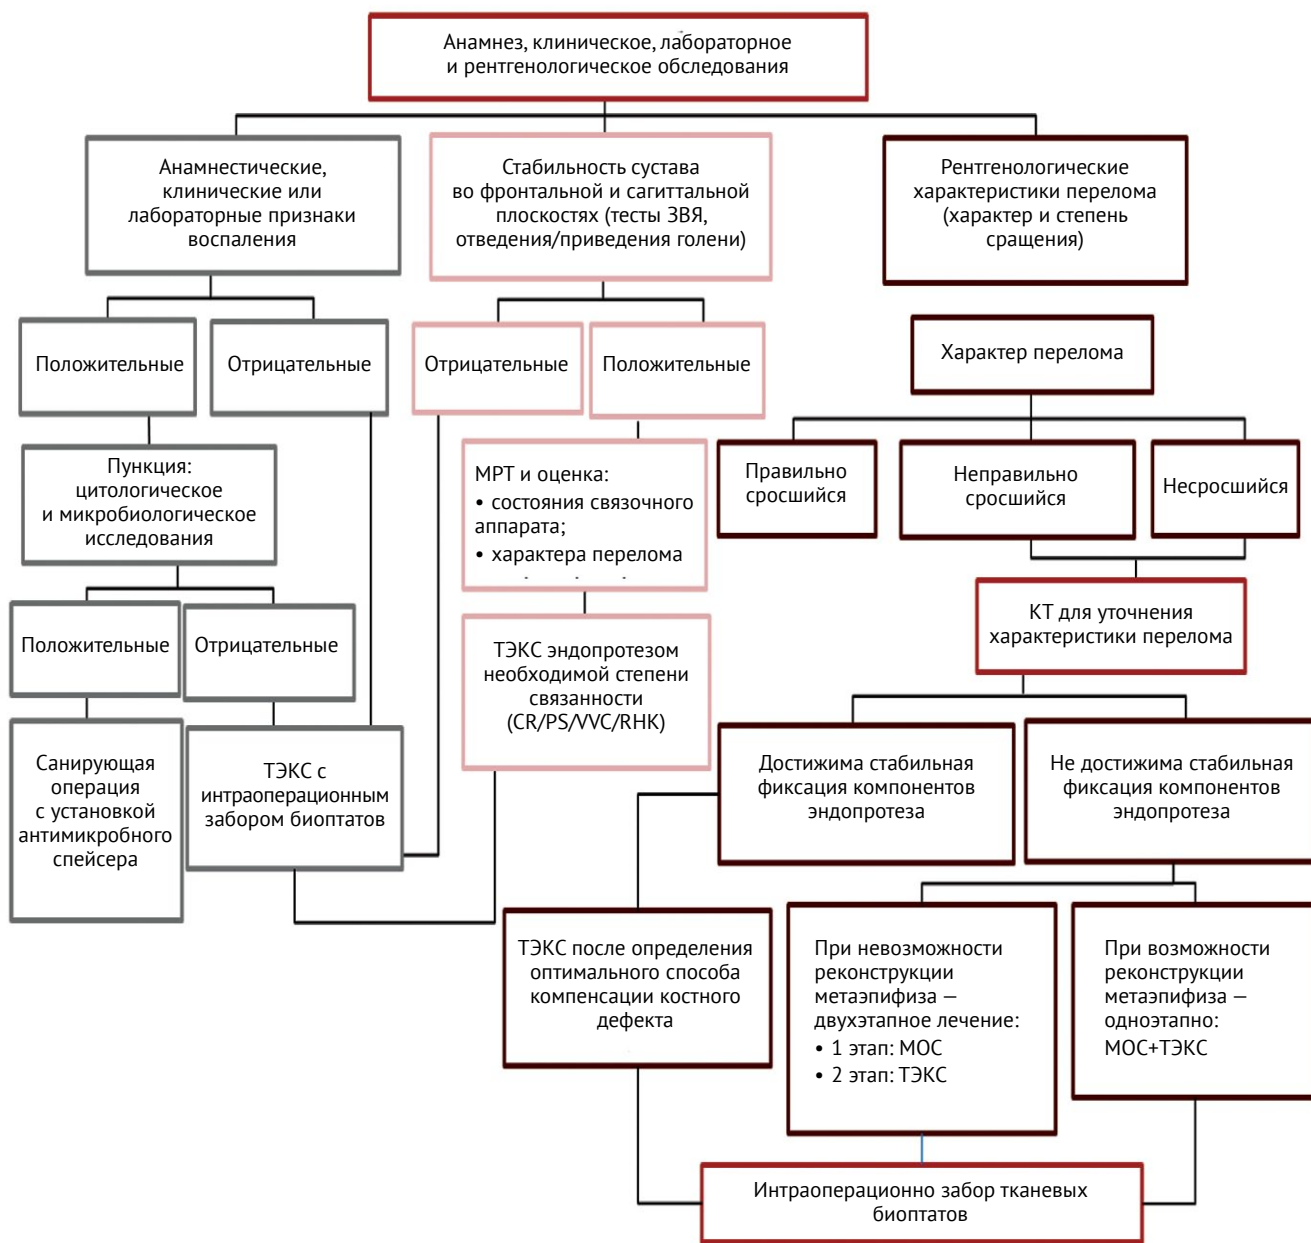 Анамнез, клиническое, лабораторное
и рентгенологическое обследования
Анамнестические,
клинические или
лабораторные признаки
воспаления
Стабильность сустава
во фронтальной и сагиттальной
плоскостях (тесты ЗВЯ,
отведения/приведения голени)
Рентгенологические
характеристики перелома
(характер и степень
сращения)
Положительные
Отрицательные
Отрицательные
Положительные
Характер перелома
Пункция:
цитологическое
и микробиологическое
исследования
МРТ и оценка:
• состояния связочного
аппарата;
• характера перелома
Правильно
сросшийся
Неправильно
сросшийся
Несросшийся
КТ для уточнения
характеристики перелома
Положительные
Отрицательные
ТЭКС эндопротезом
необходимой степени
связанности
(CR/PS/VVC/RHK)
Санирующая
операция
с установкой
антимикробного
спейсера
ТЭКС с
интраоперационным
забором биоптатов
Достижима стабильная
фиксация компонентов
эндопротеза
Не достижима стабильная
фиксация компонентов
эндопротеза
ТЭКС после определения
оптимального способа
компенсации костного
дефекта
При невозможности
реконструкции
метаэпифиза —
двухэтапное лечение:
• 1 этап: МОС
• 2 этап: ТЭКС
При возможности
реконструкции
метаэпифиза —
одноэтапно:
МОС+ТЭКС
Интраоперационно забор тканевых
биоптатов